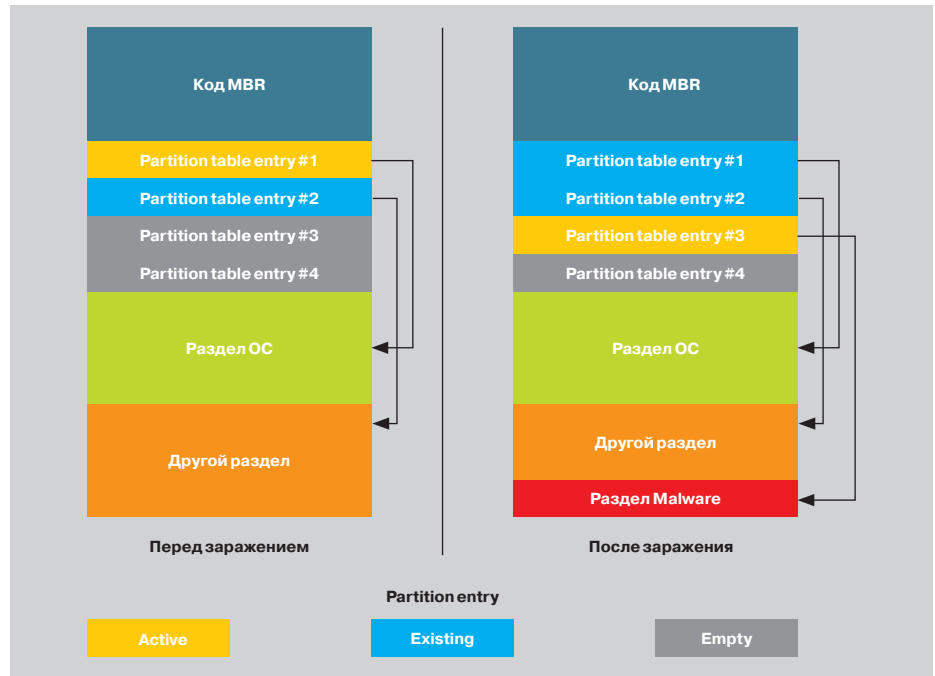 Код MBR
Partition table entry #1
Partition table entry #2
Partition table entry #3
Partition table entry #4
Раздел ОС
Другой раздел
Перед заражением
Код MBR
Partition table entry #1
Partition table entry #2
Partition table entry #3
Partition table entry #4
Раздел ОС
Другой раздел
Раздел Malware
После заражения
Partition entry
Active
Existing
Empty